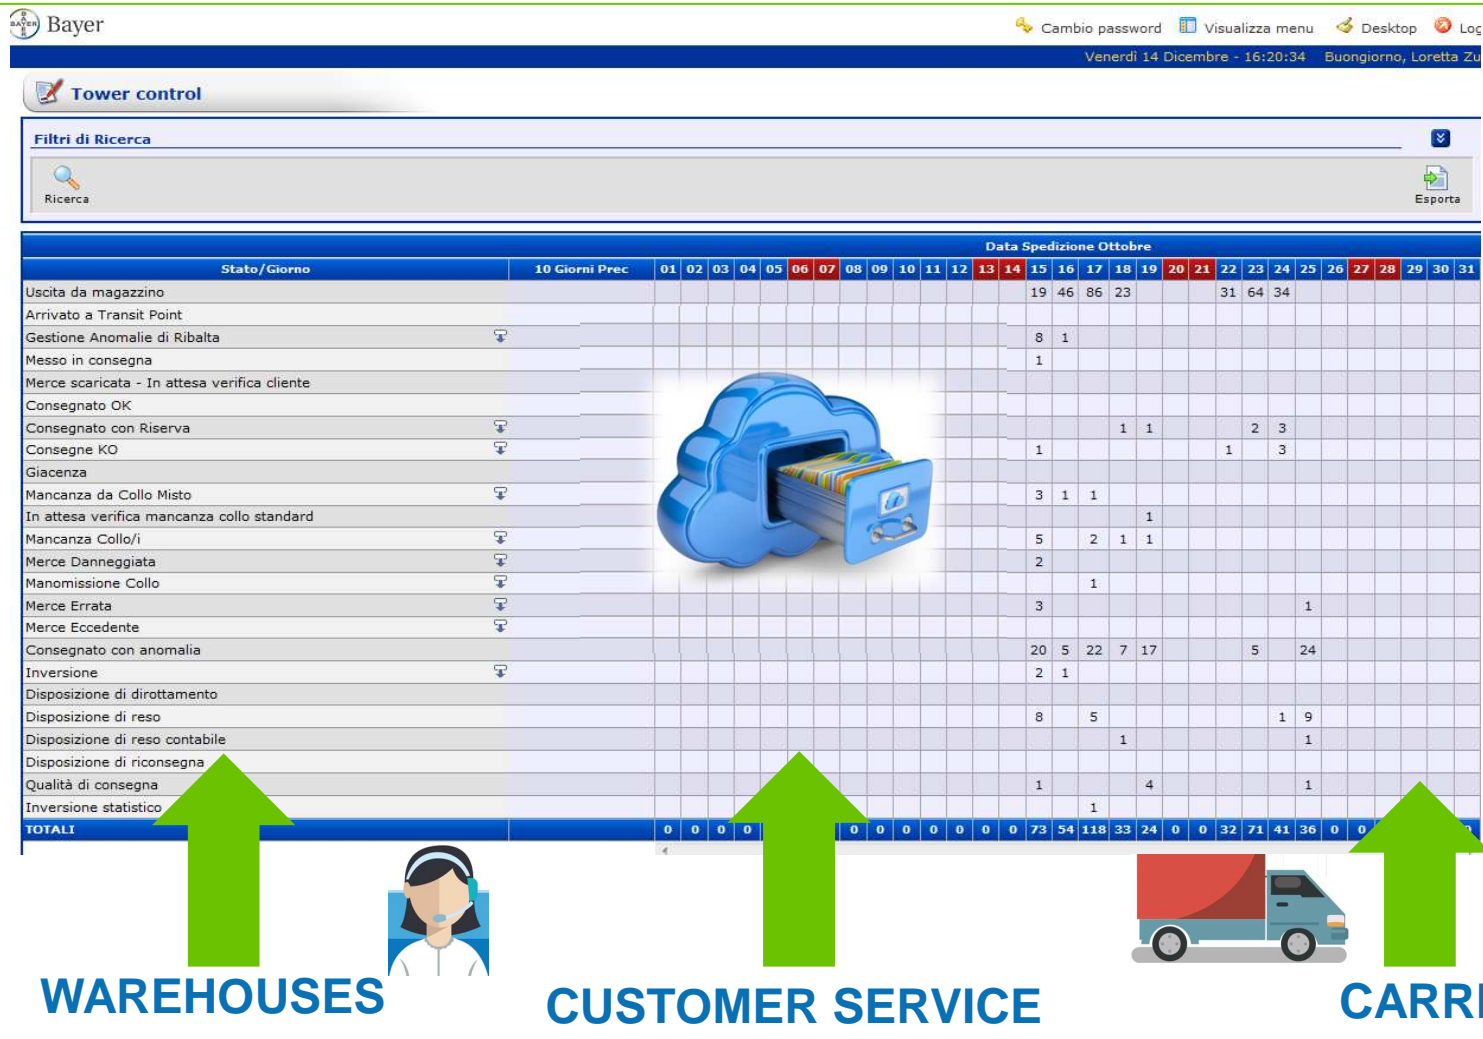 Bayer
Cambio password Visualizza menu Desktop Log
Venerdì 14 Dicembre - 16:20:34 Buongiorno, Loretta Zu
Tower control
Filtri di Ricerca
Ricerca
Esporta
Data Spedizione Ottobre
Stato/Giorno 10 Giorni Prec 01 02 03 04 05 06 07 08 09 10 11 12 13 14 15 16 17 18 19 20 21 22 23 24 25 26 27 28 29 30 31
Uscita da magazzino 19 46 86 23 31 64 34
Arrivato a Transit Point
Gestione Anomalie di Ribalta 8 1
Messo in consegna 1
Merce scaricata - In attesa verifica cliente
Consegnato OK
Consegnato con Riserva 1 1 2 3
Consegne KO 1 1 3
Giacenza
Mancanza da Collo Misto 3 1 1
In attesa verifica mancanza collo standard 1
Mancanza Collo/i 5 2 1 1
Merce Danneggiata 2
Manomissione Collo 1
Merce Errata 3 1
Merce Eccedente
Consegnato con anomalia 20 5 22 7 17 5 24
Inversione 2 1
Disposizione di dirottamento
Disposizione di reso 8 5 1 9
Disposizione di reso contabile 1 1
Disposizione di riconsegna
Qualità di consegna 1 4 1
Inversione statistico 1
TOTALI 0 0 0 0 0 0 0 0 0 0 0 73 54 118 33 24 0 0 32 71 41 36 0 0
WAREHOUSES
CUSTOMER SERVICE
CARRI